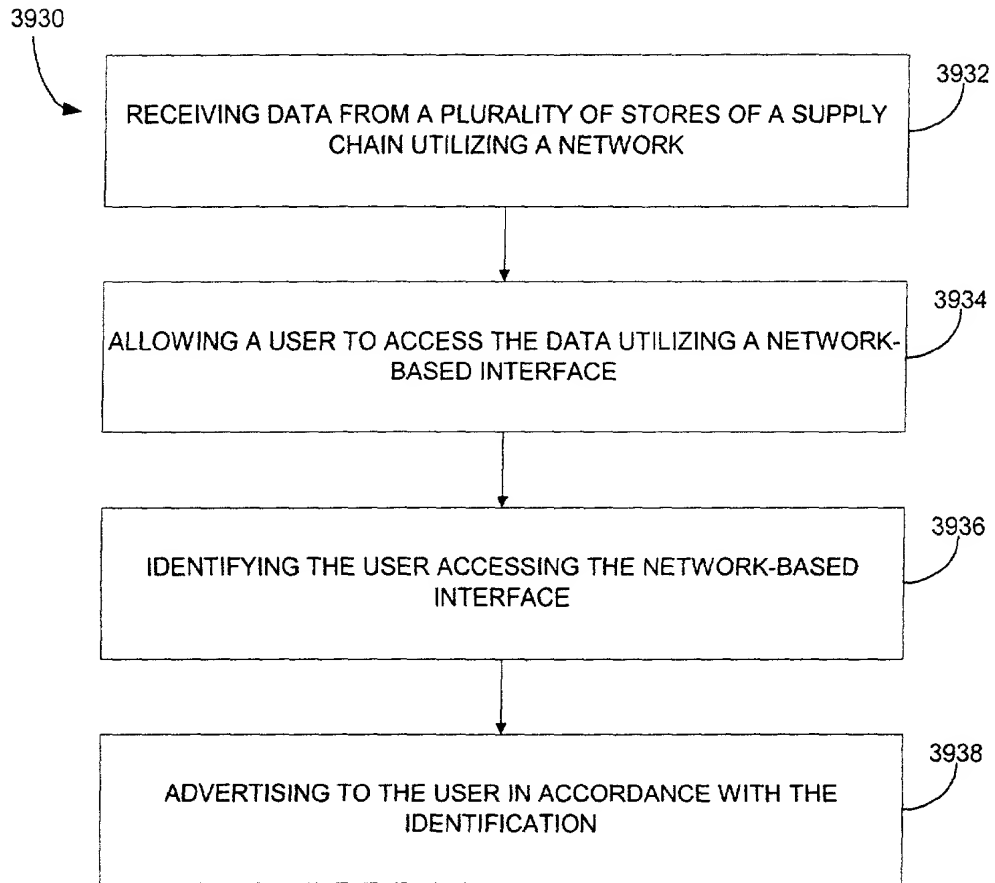 3930
3932
RECEIVING DATA FROM A PLURALITY OF STORES OF A SUPPLY
CHAIN UTILIZING A NETWORK
3934
ALLOWING A USER TO ACCESS THE DATA UTILIZING A NETWORK-
BASED INTERFACE
3936
IDENTIFYING THE USER ACCESSING THE NETWORK-BASED
INTERFACE
3938
ADVERTISING TO THE USER IN ACCORDANCE WITH THE
IDENTIFICATION